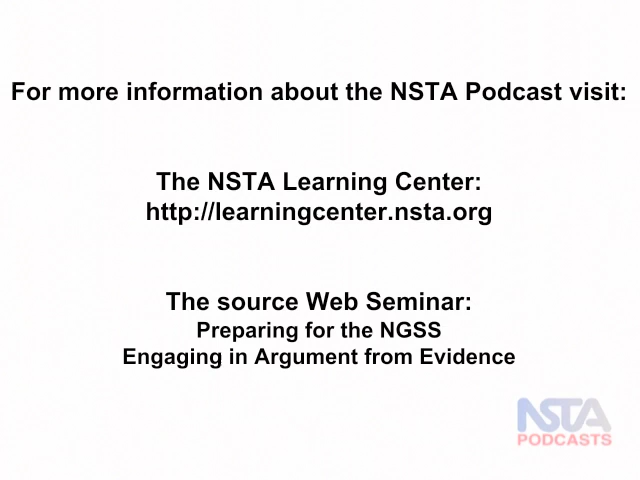 For more information about the NSTA Podcast visit:
The NSTA Learning Center:
http://learningcenter.nsta.org
The source Web Seminar:
Preparing for the NGSS
Engaging in Argument from Evidence
NSTA
PODCASTS